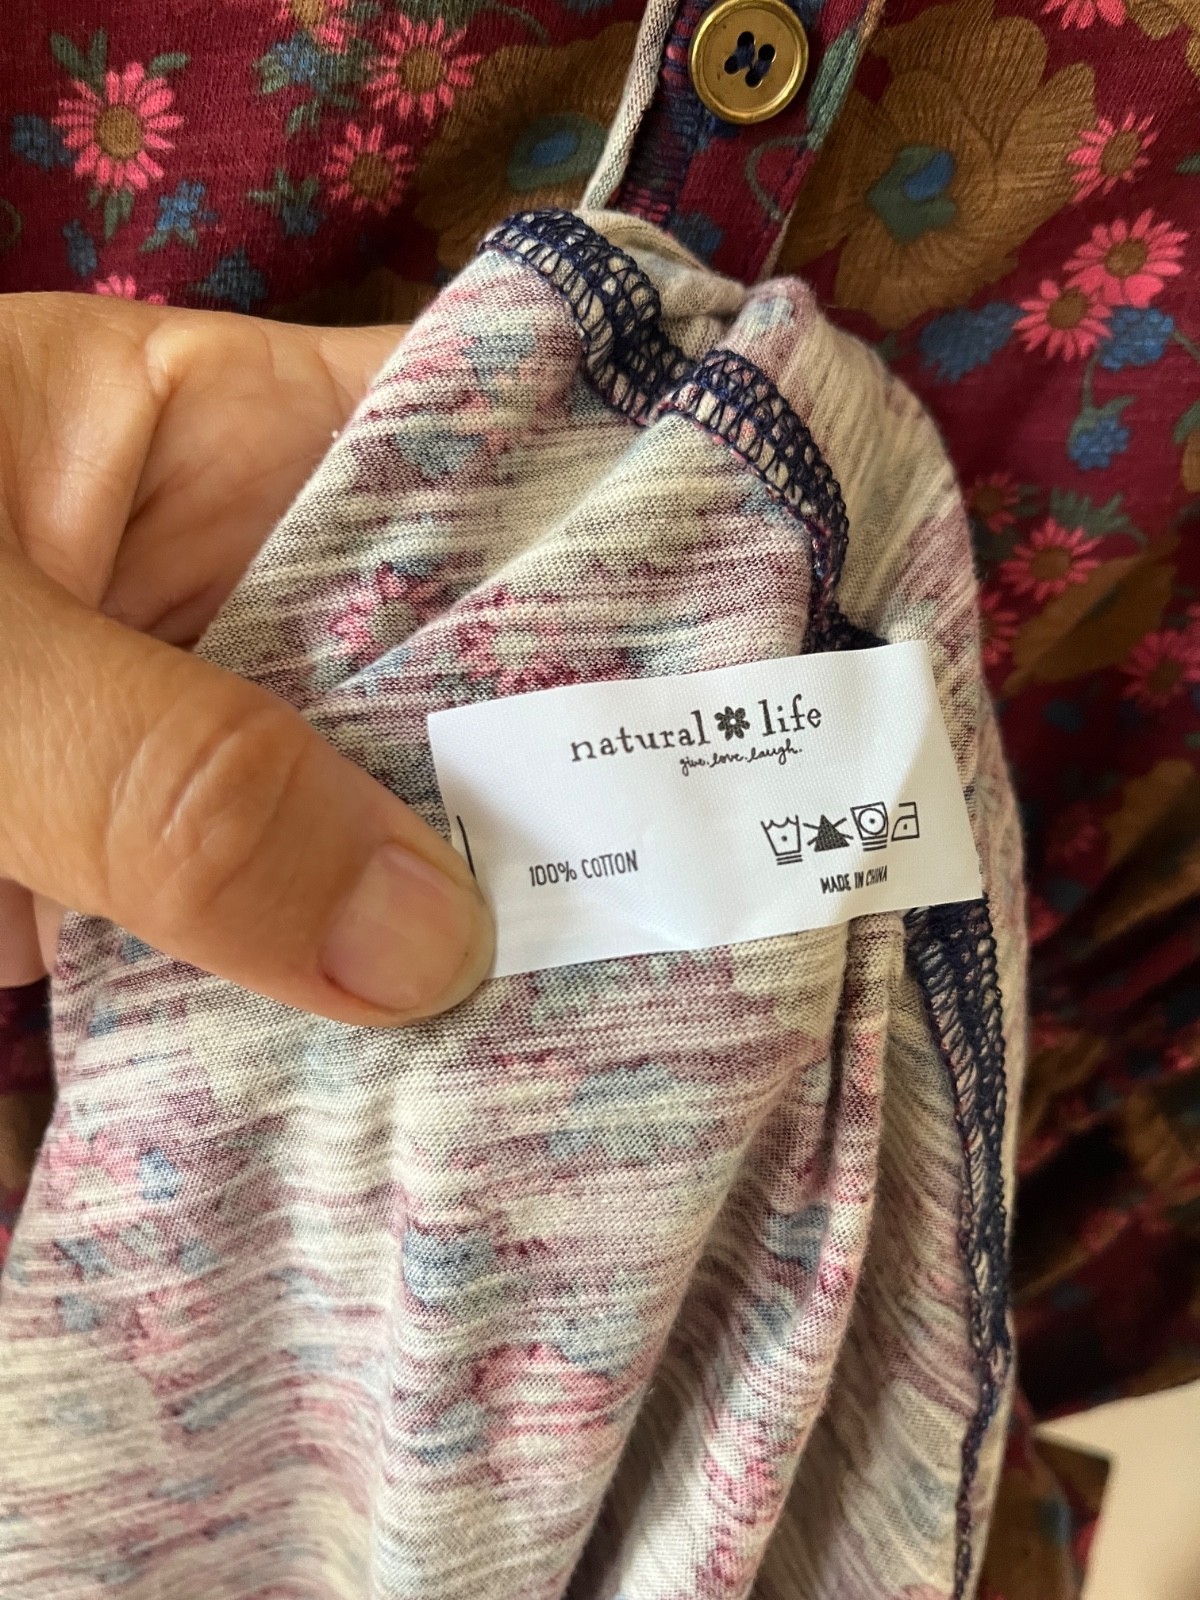 natural life
give.love.laugh.
100% COTTON
MADE IN CHINA